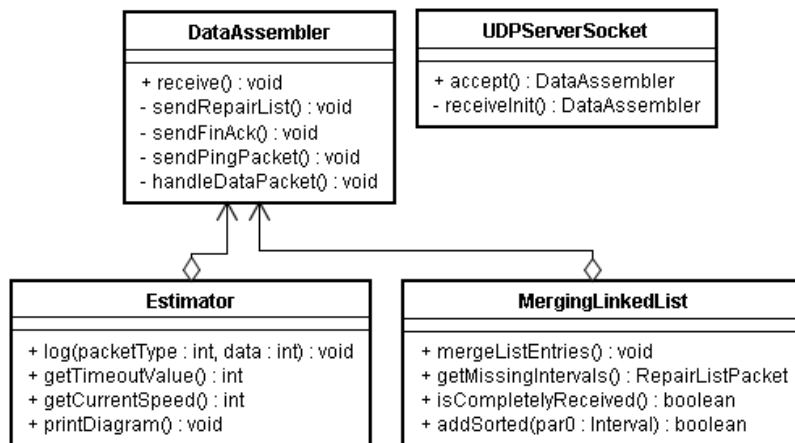 DataAssembler
+ receive() : void
- sendRepairList() : void
- sendFinAck() : void
- sendPingPacket() : void
- handleDataPacket() : void
UDPServerSocket
+ accept() : DataAssembler
- receiveInit() : DataAssembler
Estimator
+ log(packetType : int, data : int) : void
+ getTimeoutValue() : int
+ getCurrentSpeed() : int
+ printDiagram() : void
MergingLinkedList
+ mergeListEntries() : void
+ getMissingIntervals() : RepairListPacket
+ isCompletelyReceived() : boolean
+ addSorted(par0 : Interval) : boolean